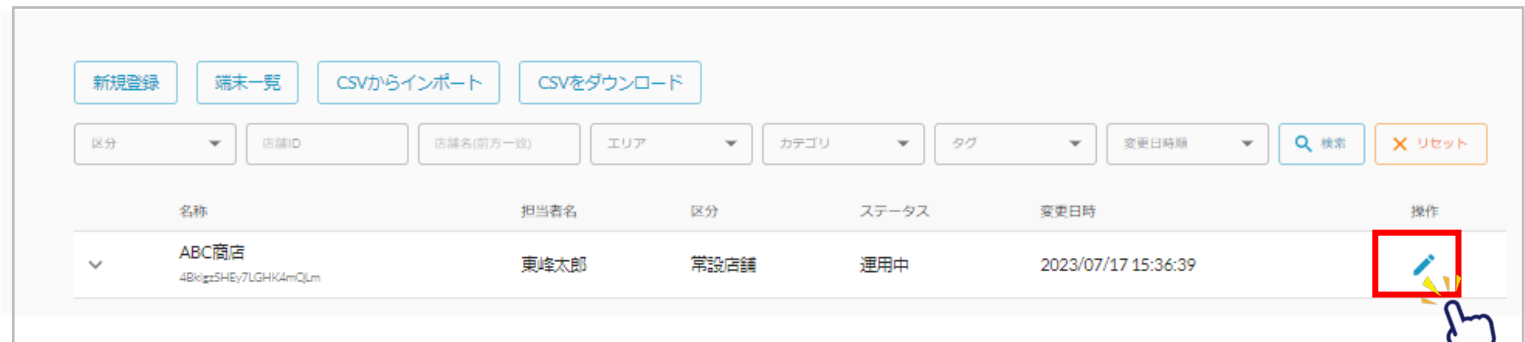 新規登録 端末一覧 CSVからインポート CSVをダウンロード
区分 店舗ID 店舗名(前方一致) エリア カテゴリ タグ 変更日時順 検索 リセット
名称 担当者名 区分 ステータス 変更日時 操作
ABC商店 東峰太郎 常設店舗 運用中 2023/07/17 15:36:39